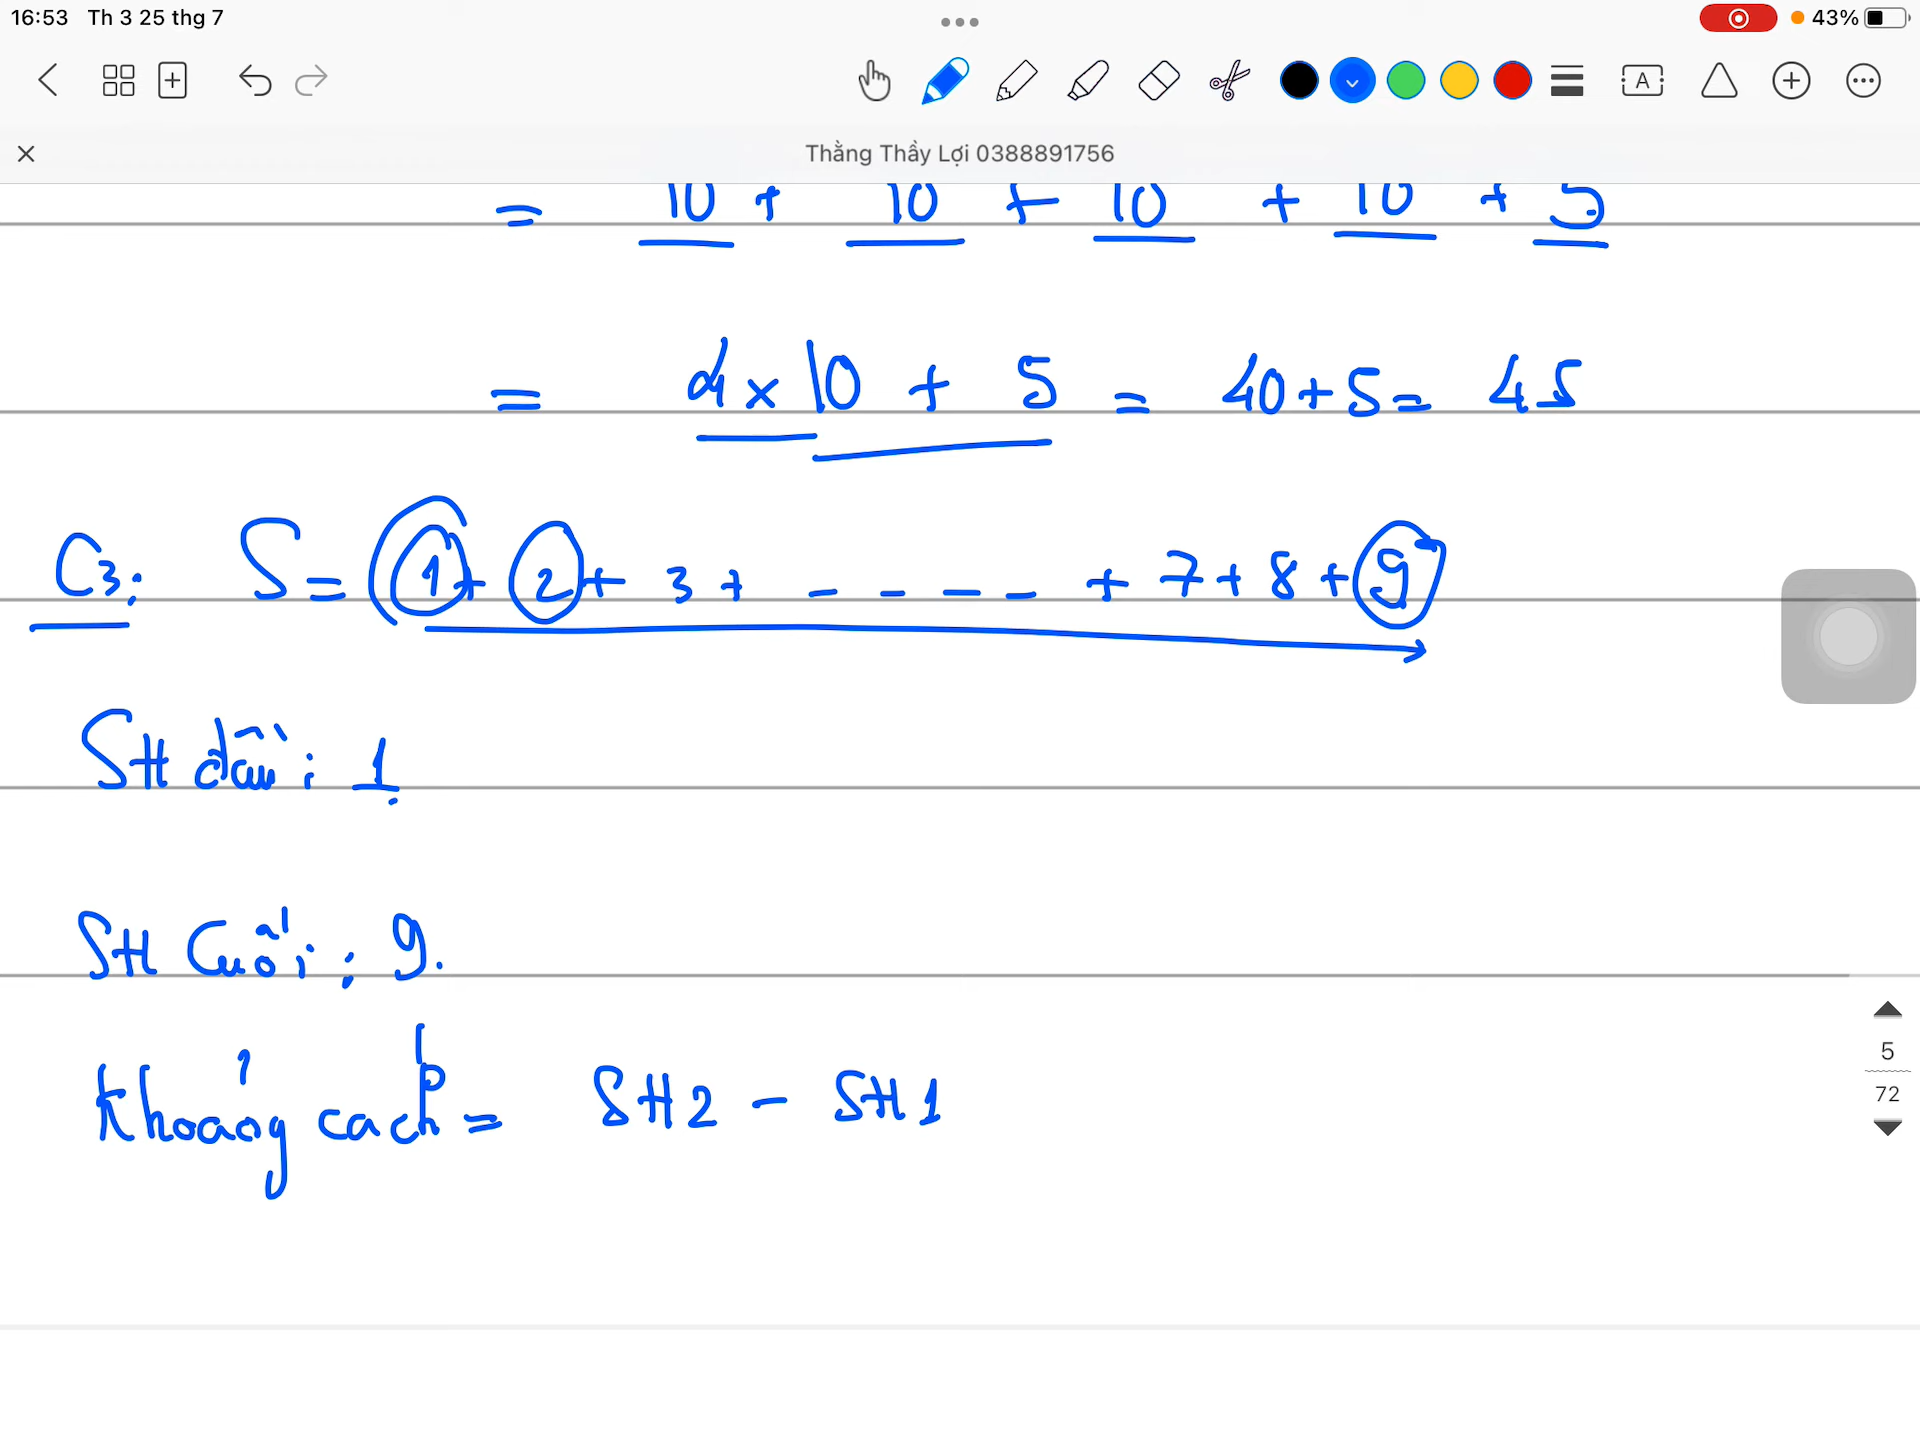 16:53 Th 3 25 thg 7
43%
A
Thằng Thầy Lợi 0388891756
= 10 + 10 + 10 + 10 + 5
= 4 x 10 + 5 = 40 + 5 = 45
C3: S = 1 + 2 + 3 + - - - - + 7 + 8 + 9
SH đầu: 1
SH Cuối: 9.
5
72
Khoảng cách = SH2 - SH1